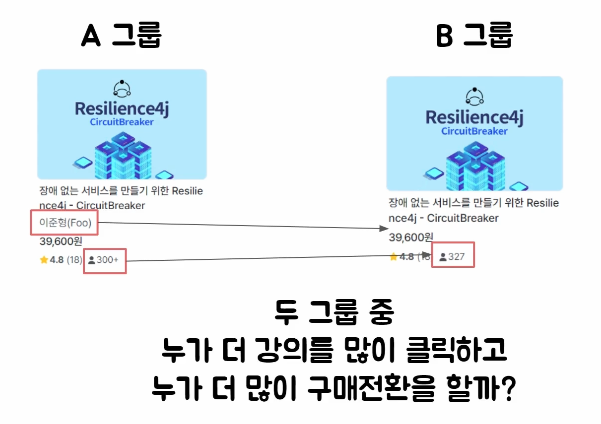 A 그룹
B 그룹
Resilience4j
CircuitBreaker
장애 없는 서비스를 만들기 위한 Resilie
nce4j - CircuitBreaker
이준형(Foo)
39,600원
4.8 (18) 300+
Resilience4j
CircuitBreaker
장애 없는 서비스를 만들기 위한 Resilie
nce4j - CircuitBreaker
39,600원
4.8 327
두 그룹 중
누가 더 강의를 많이 클릭하고
누가 더 많이 구매전환을 할까?